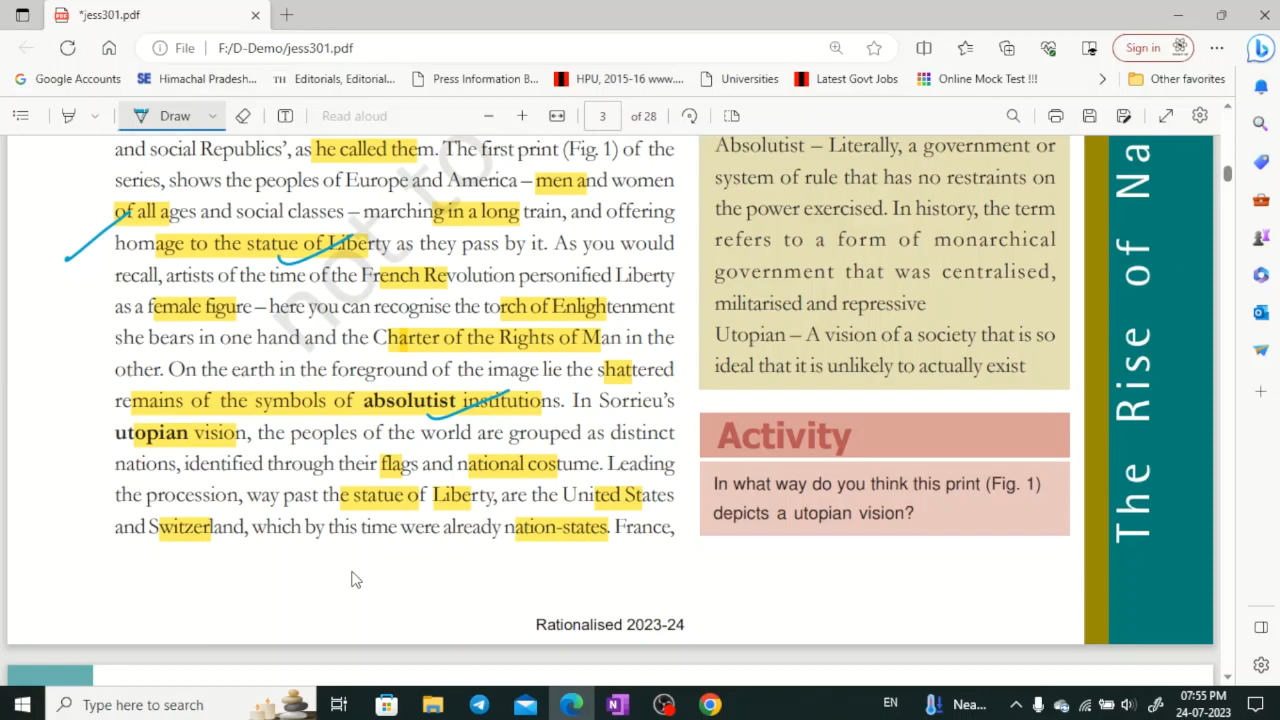 *jess301.pdf
File F:/D-Demo/jess301.pdf Sign in
Google Accounts SE Himachal Pradesh... TH Editorials, Editorial... Press Information B... HPU, 2015-16 www.... Universities Latest Govt Jobs Online Mock Test !!! Other favorites
Draw Read aloud 3 of 28
and social Republics’, as he called them. The first print (Fig. 1) of the
series, shows the peoples of Europe and America – men and women
of all ages and social classes – marching in a long train, and offering
homage to the statue of Liberty as they pass by it. As you would
recall, artists of the time of the French Revolution personified Liberty
as a female figure – here you can recognise the torch of Enlightenment
she bears in one hand and the Charter of the Rights of Man in the
other. On the earth in the foreground of the image lie the shattered
remains of the symbols of absolutist institutions. In Sorrieu’s
utopian vision, the peoples of the world are grouped as distinct
nations, identified through their flags and national costume. Leading
the procession, way past the statue of Liberty, are the United States
and Switzerland, which by this time were already nation-states. France,
not to
Absolutist – Literally, a government or
system of rule that has no restraints on
the power exercised. In history, the term
refers to a form of monarchical
government that was centralised,
militarised and repressive
Utopian – A vision of a society that is so
ideal that it is unlikely to actually exist
Activity
In what way do you think this print (Fig. 1)
depicts a utopian vision?
The Rise of Na
Rationalised 2023-24
Type here to search
EN Nea... 07:55 PM
24-07-2023